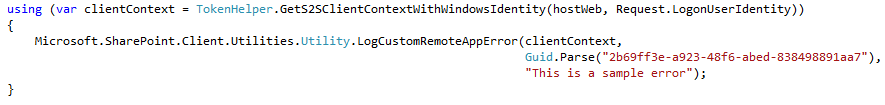 using (var clientContext = TokenHelper.GetS2SClientContextWithWindowsIdentity(hostWeb, Request.LogonUserIdentity))
{
    Microsoft.SharePoint.Client.Utilities.Utility.LogCustomRemoteAppError(clientContext,
                                                                          Guid.Parse("2b69ff3e-a923-48f6-abed-838498891aa7"),
                                                                          "This is a sample error");
}